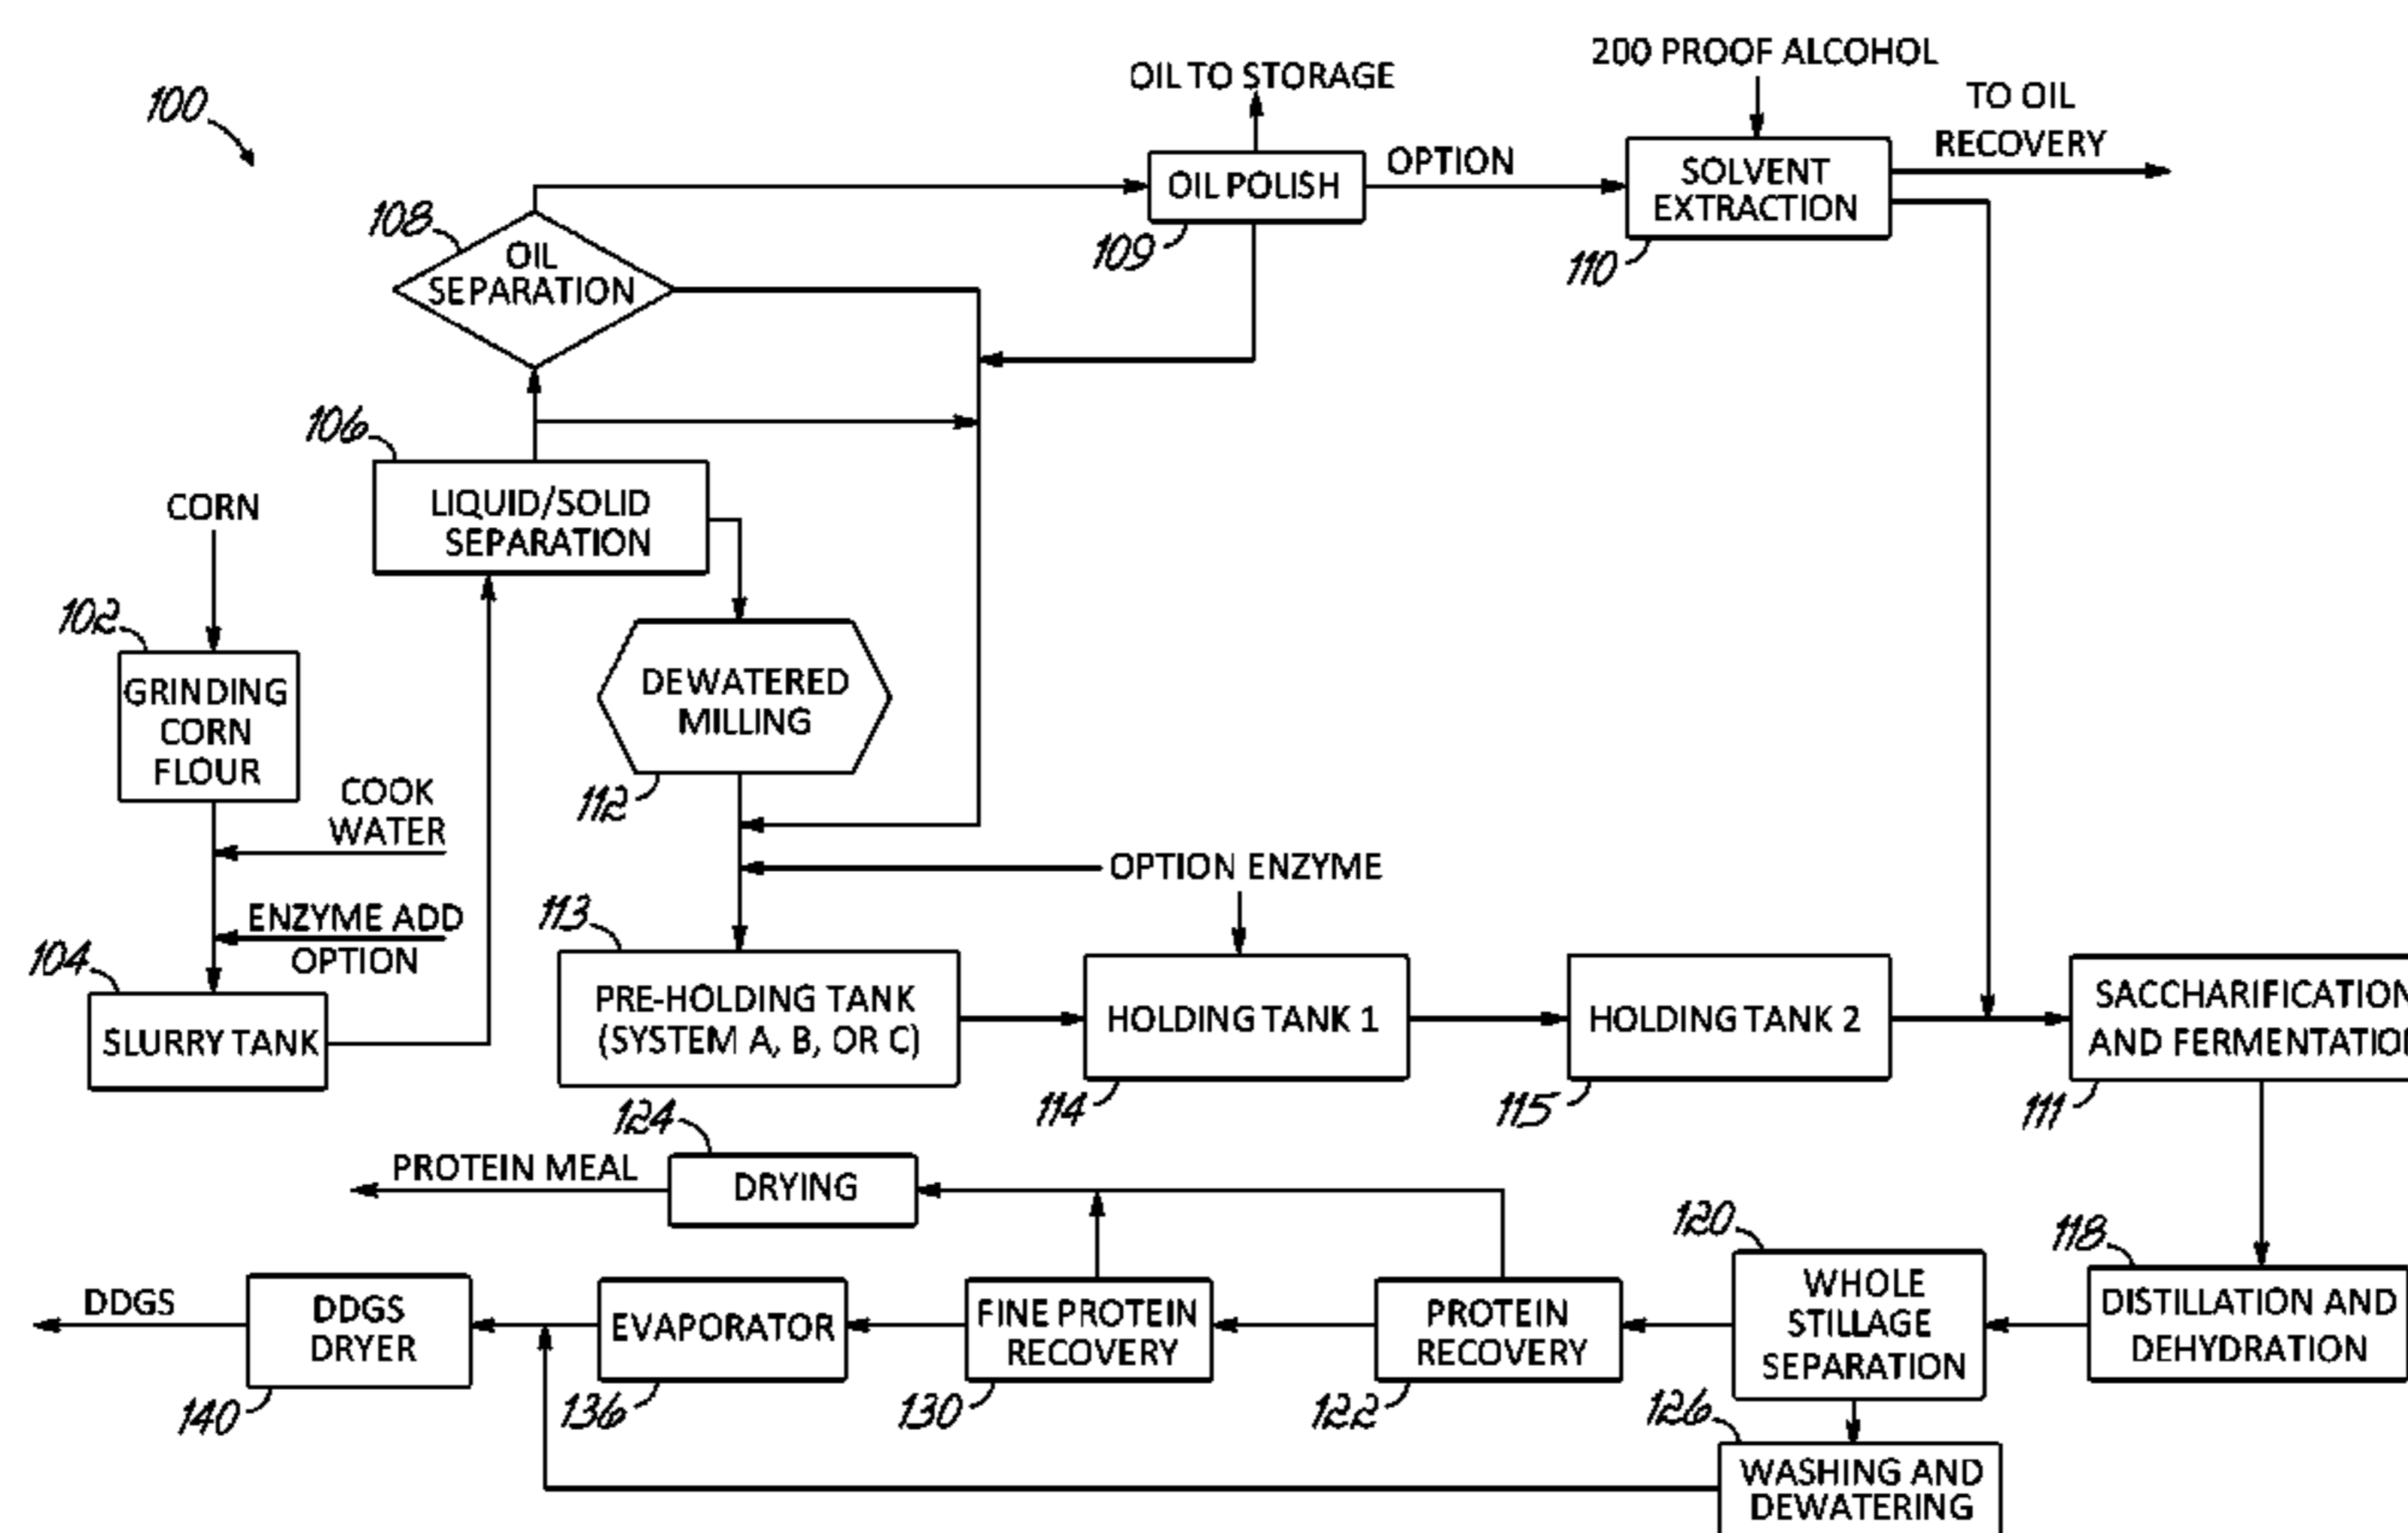 100
OIL TO STORAGE
200 PROOF ALCOHOL
TO OIL
RECOVERY
108
OIL
SEPARATION
OIL POLISH
109
OPTION
SOLVENT
EXTRACTION
110
106
LIQUID/SOLID
SEPARATION
CORN
102
GRINDING
CORN
FLOUR
DEWATERED
MILLING
112
COOK
WATER
ENZYME ADD
OPTION
OPTION ENZYME
104
SLURRY TANK
113
PRE-HOLDING TANK
(SYSTEM A, B, OR C)
HOLDING TANK 1
114
HOLDING TANK 2
115
SACCHARIFICATION
AND FERMENTATION
111
124
PROTEIN MEAL
DRYING
120
118
DDGS
DDGS
DRYER
140
EVAPORATOR
136
FINE PROTEIN
RECOVERY
130
PROTEIN
RECOVERY
122
WHOLE
STILLAGE
SEPARATION
DISTILLATION AND
DEHYDRATION
126
WASHING AND
DEWATERING